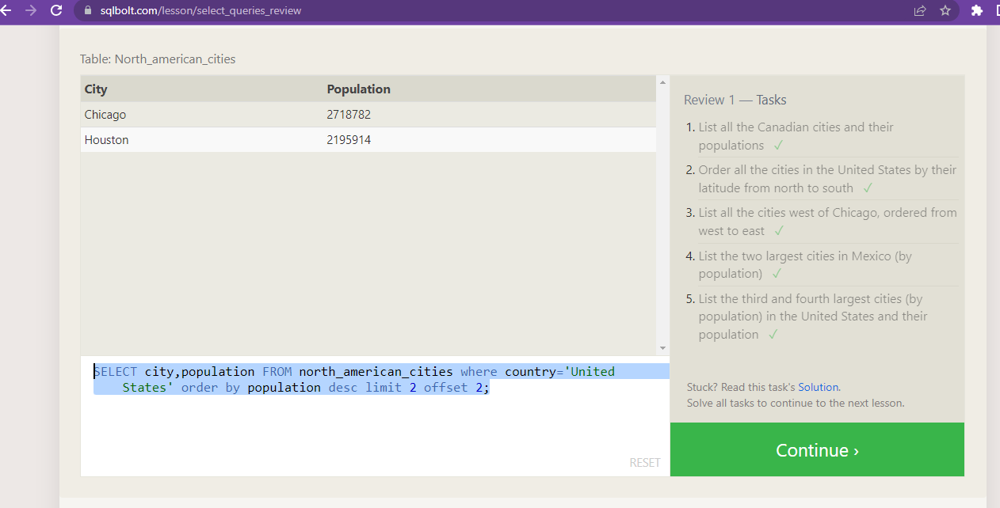 sqlbolt.com/lesson/select_queries_review
Table: North_american_cities
City Population
Chicago 2718782
Houston 2195914
SELECT city,population FROM north_american_cities where country='United
States' order by population desc limit 2 offset 2;
RESET
Review 1 — Tasks
1. List all the Canadian cities and their
populations ✓
2. Order all the cities in the United States by their
latitude from north to south ✓
3. List all the cities west of Chicago, ordered from
west to east ✓
4. List the two largest cities in Mexico (by
population) ✓
5. List the third and fourth largest cities (by
population) in the United States and their
population ✓
Stuck? Read this task's Solution.
Solve all tasks to continue to the next lesson.
Continue ›